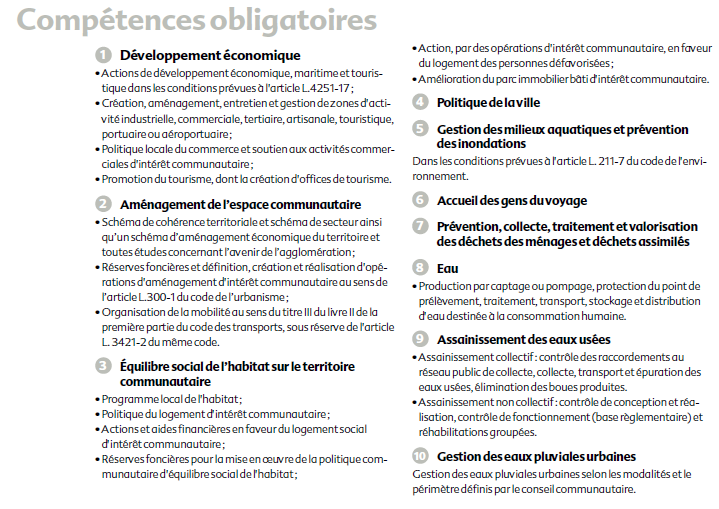 Compétences obligatoires
1 Développement économique
• Actions de développement économique, maritime et touris-
tique dans les conditions prévues à l'article L.4251-17 ;
• Création, aménagement, entretien et gestion de zones d'acti-
vité industrielle, commerciale, tertiaire, artisanale, touristique,
portuaire ou aéroportuaire ;
• Politique locale du commerce et soutien aux activités commer-
ciales d'intérêt communautaire ;
• Promotion du tourisme, dont la création d'offices de tourisme.
2 Aménagement de l'espace communautaire
• Schéma de cohérence territoriale et schéma de secteur ainsi
qu'un schéma d'aménagement économique du territoire et
toutes études concernant l'avenir de l'agglomération ;
• Réserves foncières et définition, création et réalisation d'opé-
rations d'aménagement d'intérêt communautaire au sens de
l'article L.300-1 du code de l'urbanisme ;
• Organisation de la mobilité au sens du titre III du livre II de la
première partie du code des transports, sous réserve de l'article
L. 3421-2 du même code.
3 Équilibre social de l'habitat sur le territoire
communautaire
• Programme local de l'habitat ;
• Politique du logement d'intérêt communautaire ;
• Actions et aides financières en faveur du logement social
d'intérêt communautaire ;
• Réserves foncières pour la mise en œuvre de la politique com-
munautaire d'équilibre social de l'habitat ;
• Action, par des opérations d'intérêt communautaire, en faveur
du logement des personnes défavorisées ;
• Amélioration du parc immobilier bâti d'intérêt communautaire.
4 Politique de la ville
5 Gestion des milieux aquatiques et prévention
des inondations
Dans les conditions prévues à l'article L. 211-7 du code de l'envi-
ronnement.
6 Accueil des gens du voyage
7 Prévention, collecte, traitement et valorisation
des déchets des ménages et déchets assimilés
8 Eau
• Production par captage ou pompage, protection du point de
prélèvement, traitement, transport, stockage et distribution
d'eau destinée à la consommation humaine.
9 Assainissement des eaux usées
• Assainissement collectif : contrôle des raccordements au
réseau public de collecte, collecte, transport et épuration des
eaux usées, élimination des boues produites.
• Assainissement non collectif : contrôle de conception et réa-
lisation, contrôle de fonctionnement (base règlementaire) et
réhabilitations groupées.
10 Gestion des eaux pluviales urbaines
Gestion des eaux pluviales urbaines selon les modalités et le
périmètre définis par le conseil communautaire.